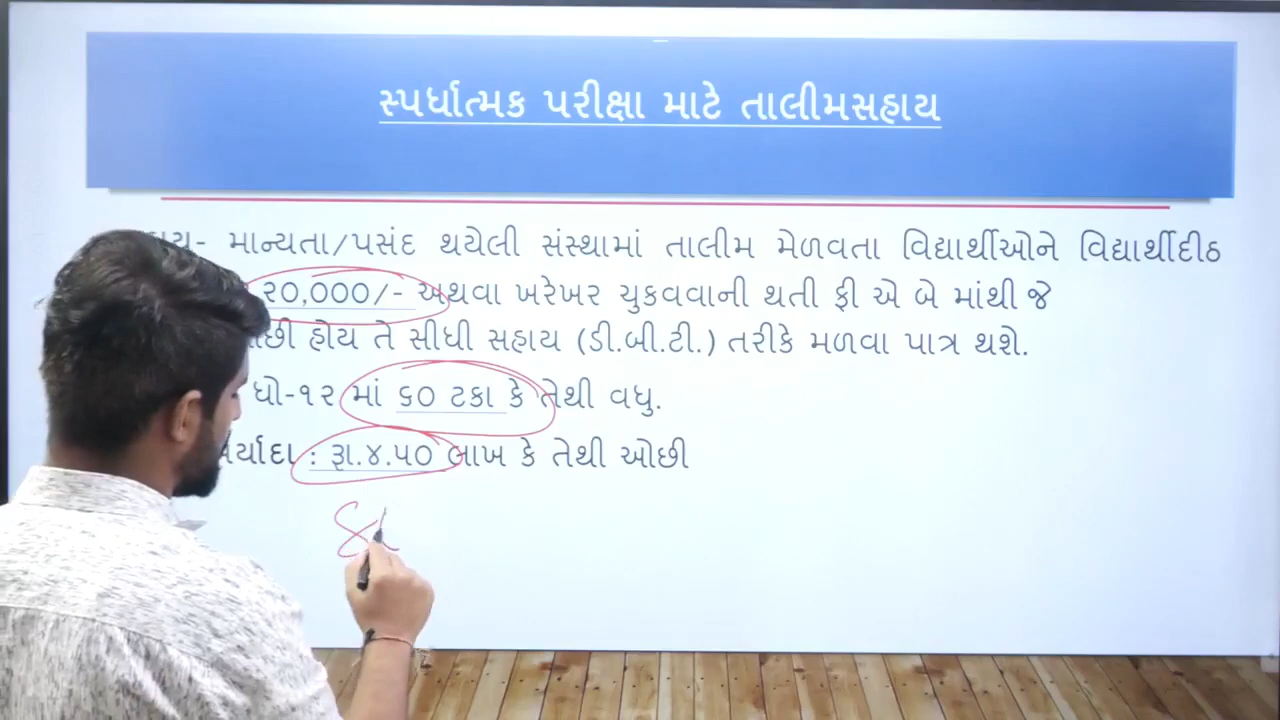 સ્પર્ધાત્મક પરીક્ષા માટે તાલીમસહાય
માન્યતા/પસંદ થયેલી સંસ્થામાં તાલીમ મેળવતા વિદ્યાર્થીઓને વિદ્યાર્થીદીઠ
૨૦,૦૦૦/- અથવા ખરેખર ચુકવવાની થતી ફી એ બે માંથી જે
હોય તે સીધી સહાય (ડી.બી.ટી.) તરીકે મળવા પાત્ર થશે.
ધો-૧૨ માં ૬૦ ટકા કે તેથી વધુ.
: રૂા.૪.૫૦ લાખ કે તેથી ઓછી